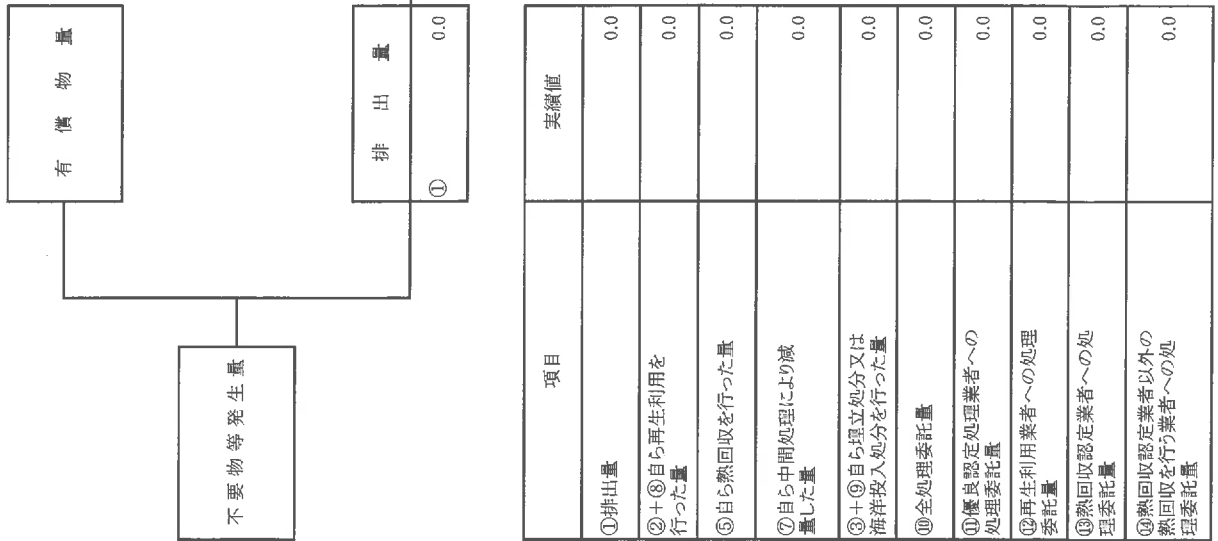 不要物等発生量
有償物量
排出量
① 0.0
項目 実績値
①排出量 0.0
②+⑧自ら再生利用を
行った量 0.0
⑤自ら熱回収を行った量 0.0
⑦自ら中間処理により減
量した量 0.0
③+⑨自ら埋立処分又は
海洋投入処分を行った量 0.0
⑩全処理委託量 0.0
⑪優良認定処理業者への
処理委託量 0.0
⑫再生利用業者への処理
委託量 0.0
⑬熱回収認定業者への処
理委託量 0.0
⑭熱回収認定業者以外の
熱回収を行う業者への処
理委託量 0.0